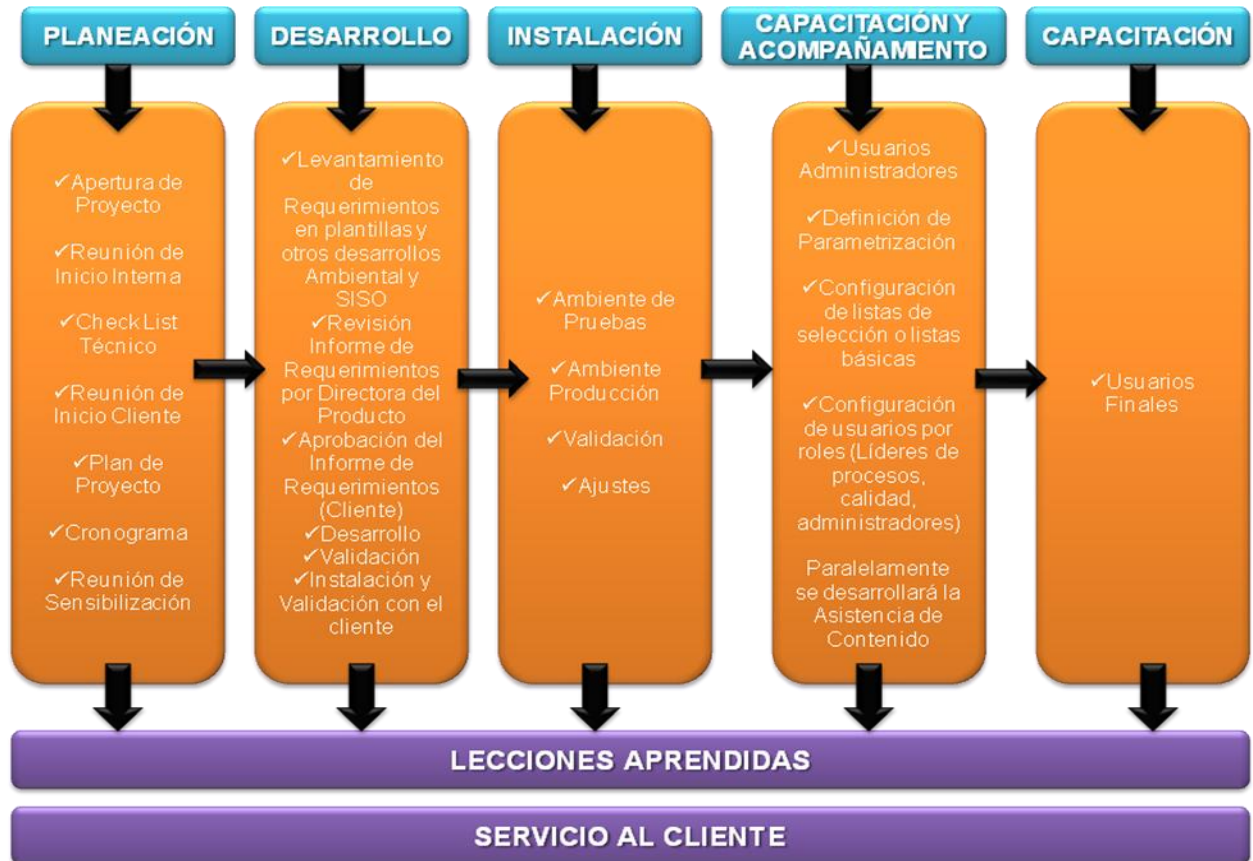 PLANEACIÓN
✓Apertura de
Proyecto
✓Reunión de
Inicio Interna
✓CheckList
Técnico
✓Reunión de
Inicio Cliente
✓Plan de
Proyecto
✓Cronograma
✓Reunión de
Sensibilización
DESARROLLO
✓Levantamiento
de
Requerimientos
en plantillas y
otros desarrollos
Ambiental y
SISO
✓Revisión
Informe de
Requerimientos
por Directora del
Producto
✓Aprobación del
Informe de
Requerimientos
(Cliente)
✓Desarrollo
✓Validación
✓Instalación y
Validación con el
cliente
INSTALACIÓN
✓Ambiente de
Pruebas
✓Ambiente
Producción
✓Validación
✓Ajustes
CAPACITACIÓN Y
ACOMPAÑAMIENTO
✓Usuarios
Administradores
✓Definición de
Parametrización
✓Configuración
de listas de
selección o listas
básicas
✓Configuración
de usuarios por
roles (Líderes de
procesos,
calidad,
administradores)
Paralelamente
se desarrollará la
Asistencia de
Contenido
CAPACITACIÓN
✓Usuarios
Finales
LECCIONES APRENDIDAS
SERVICIO AL CLIENTE